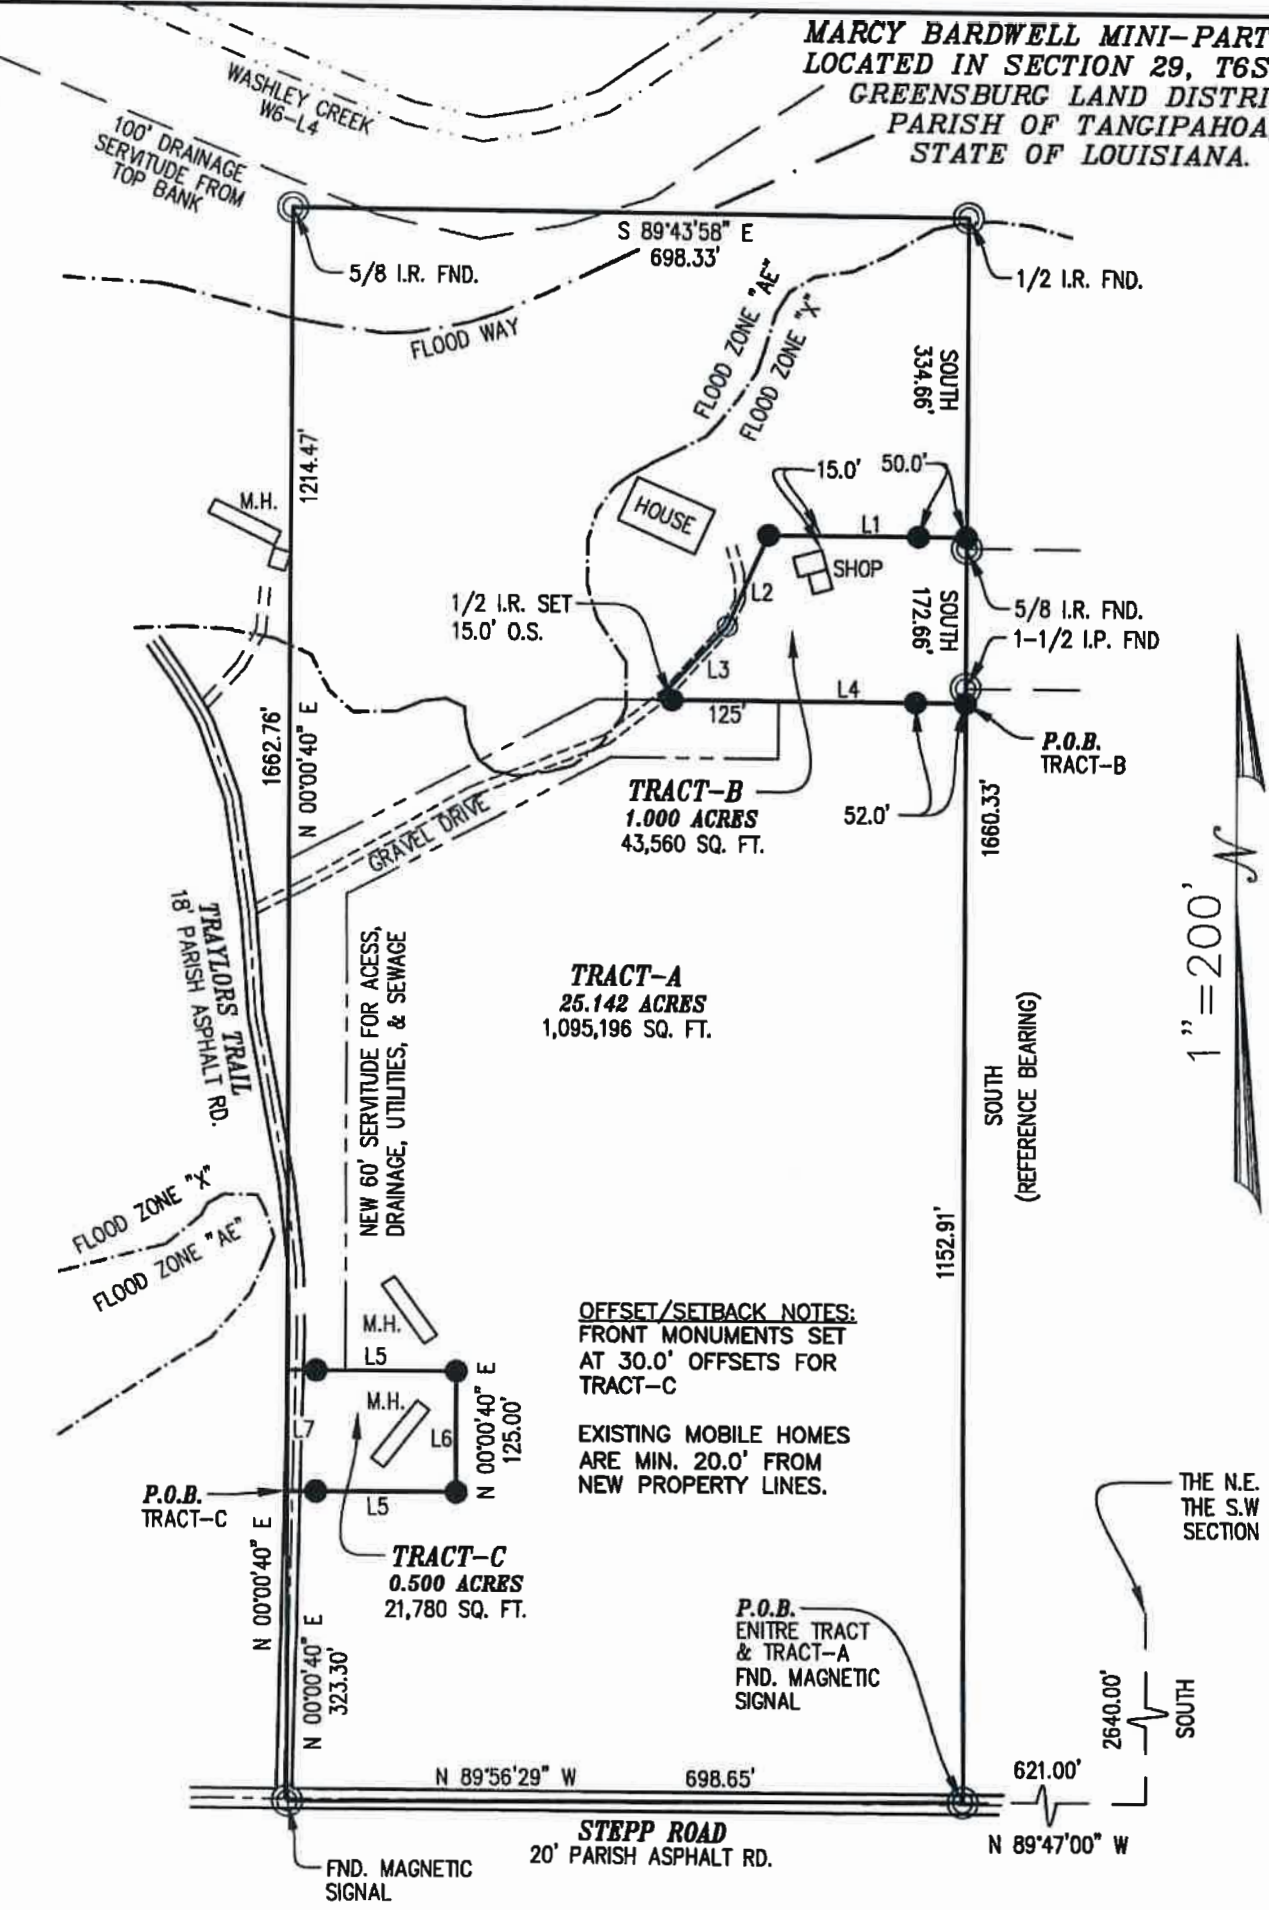 MARCY BARDWELL MINI-PART
LOCATED IN SECTION 29, T6S
GREENSBURG LAND DISTRI
PARISH OF TANGIPAHOA,
STATE OF LOUISIANA.
WASHLEY CREEK
W6-L4
100' DRAINAGE
SERVITUDE FROM
TOP BANK
S 89°43'58" E
698.33'
5/8 I.R. FND.
1/2 I.R. FND.
FLOOD WAY
FLOOD ZONE "AE"
FLOOD ZONE "X"
SOUTH
334.66'
1214.47'
M.H.
HOUSE
15.0'
50.0'
L1
SHOP
L2
1/2 I.R. SET
15.0' O.S.
SOUTH
172.66'
5/8 I.R. FND.
1-1/2 I.P. FND
L3
L4
125'
P.O.B.
TRACT-B
1662.76'
N 00°00'40" E
TRACT-B
1.000 ACRES
43,560 SQ. FT.
52.0'
1660.33'
GRAVEL DRIVE
N
1"=200'
TRAYLORS TRAIL
18' PARISH ASPHALT RD.
NEW 60' SERVITUDE FOR ACESS,
DRAINAGE, UTILITIES, & SEWAGE
TRACT-A
25.142 ACRES
1,095,196 SQ. FT.
SOUTH
(REFERENCE BEARING)
FLOOD ZONE "X"
FLOOD ZONE "AE"
1152.91'
M.H.
L5
OFFSET/SETBACK NOTES:
FRONT MONUMENTS SET
AT 30.0' OFFSETS FOR
TRACT-C
EXISTING MOBILE HOMES
ARE MIN. 20.0' FROM
NEW PROPERTY LINES.
M.H.
L7
L6
N 00°00'40" E
125.00'
P.O.B.
TRACT-C
L5
THE N.E.
THE S.W
SECTION
TRACT-C
0.500 ACRES
21,780 SQ. FT.
N 00°00'40" E
N 00°00'40" E
323.30'
P.O.B.
ENITRE TRACT
& TRACT-A
FND. MAGNETIC
SIGNAL
2640.00'
SOUTH
N 89°56'29" W
698.65'
621.00'
N 89°47'00" W
STEPP ROAD
20' PARISH ASPHALT RD.
FND. MAGNETIC
SIGNAL